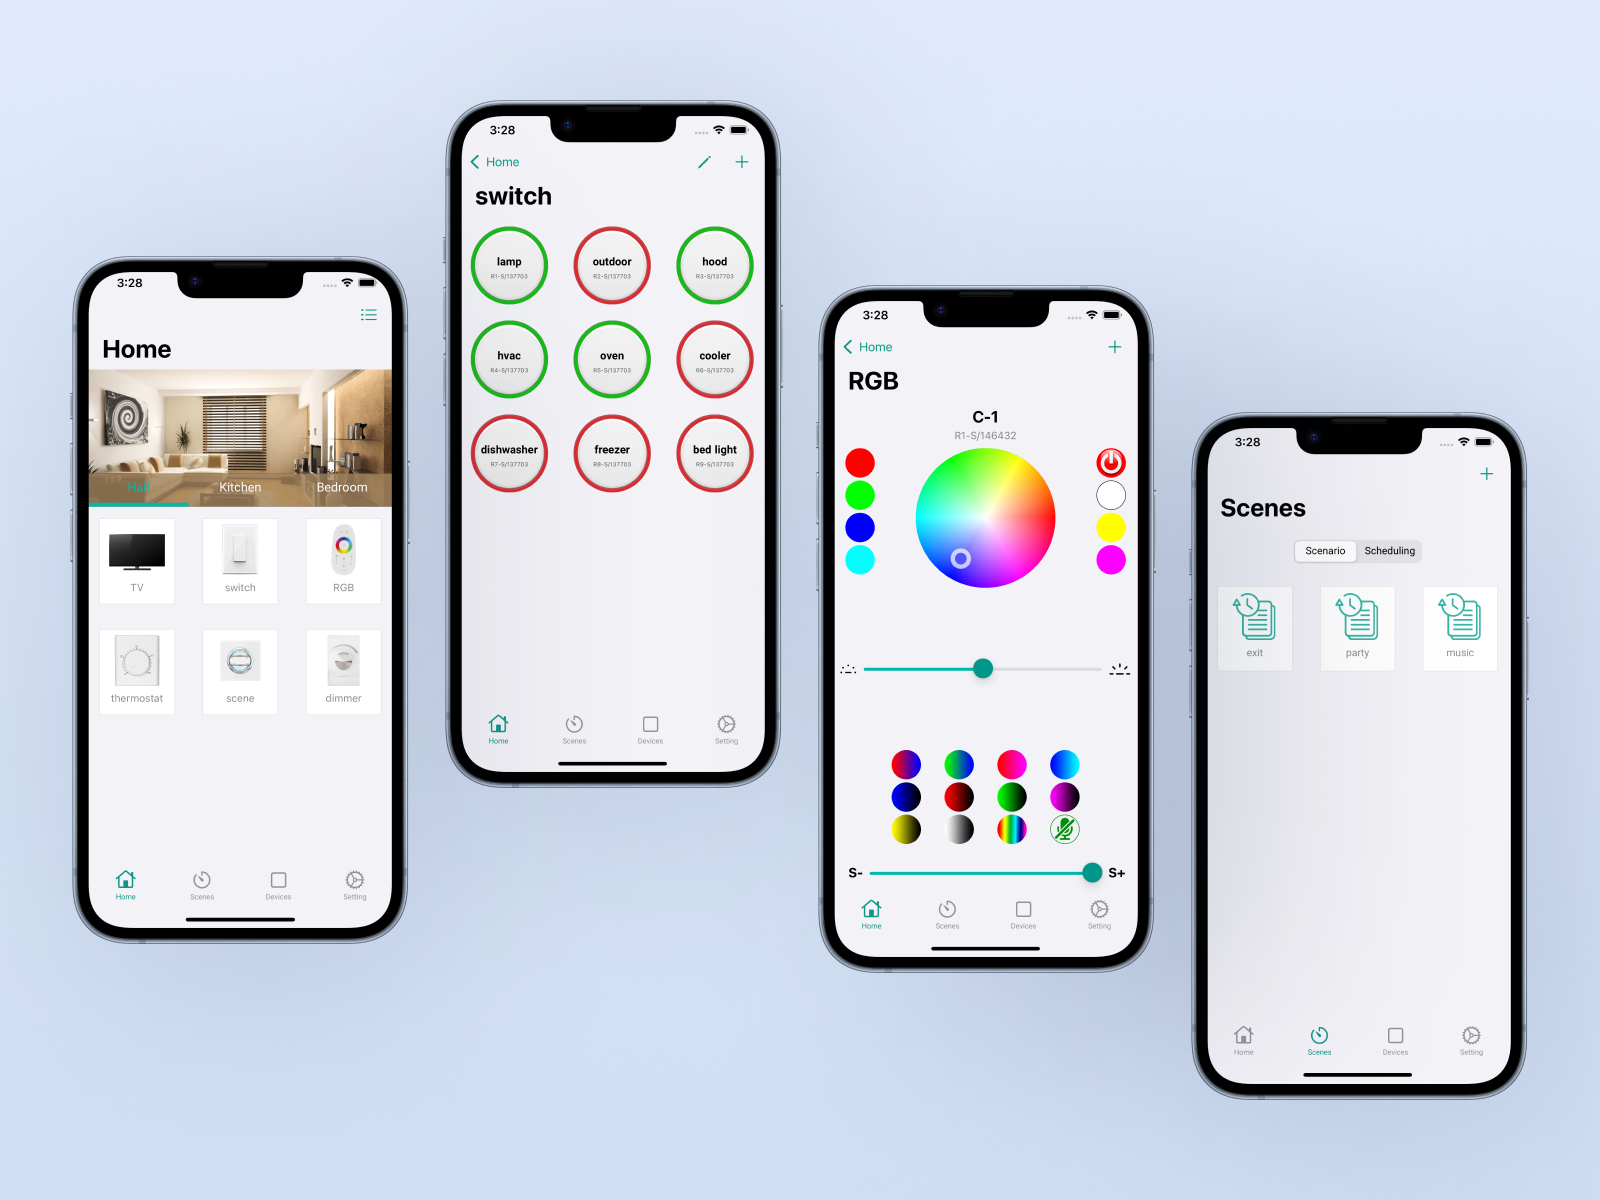 3:28
Home
Hall
Kitchen
Bedroom
TV
switch
RGB
thermostat
scene
dimmer
Home
Scenes
Devices
Setting
3:28
Home
switch
lamp
R1-S/137703
outdoor
R2-S/137703
hood
R3-S/137703
hvac
R4-S/137703
oven
R5-S/137703
cooler
R6-S/137703
dishwasher
R7-S/137703
freezer
R8-S/137703
bed light
R9-S/137703
Home
Scenes
Devices
Setting
3:28
Home
RGB
C-1
R1-S/146432
S-
S+
Home
Scenes
Devices
Setting
3:28
Scenes
Scenario
Scheduling
exit
party
music
Home
Scenes
Devices
Setting